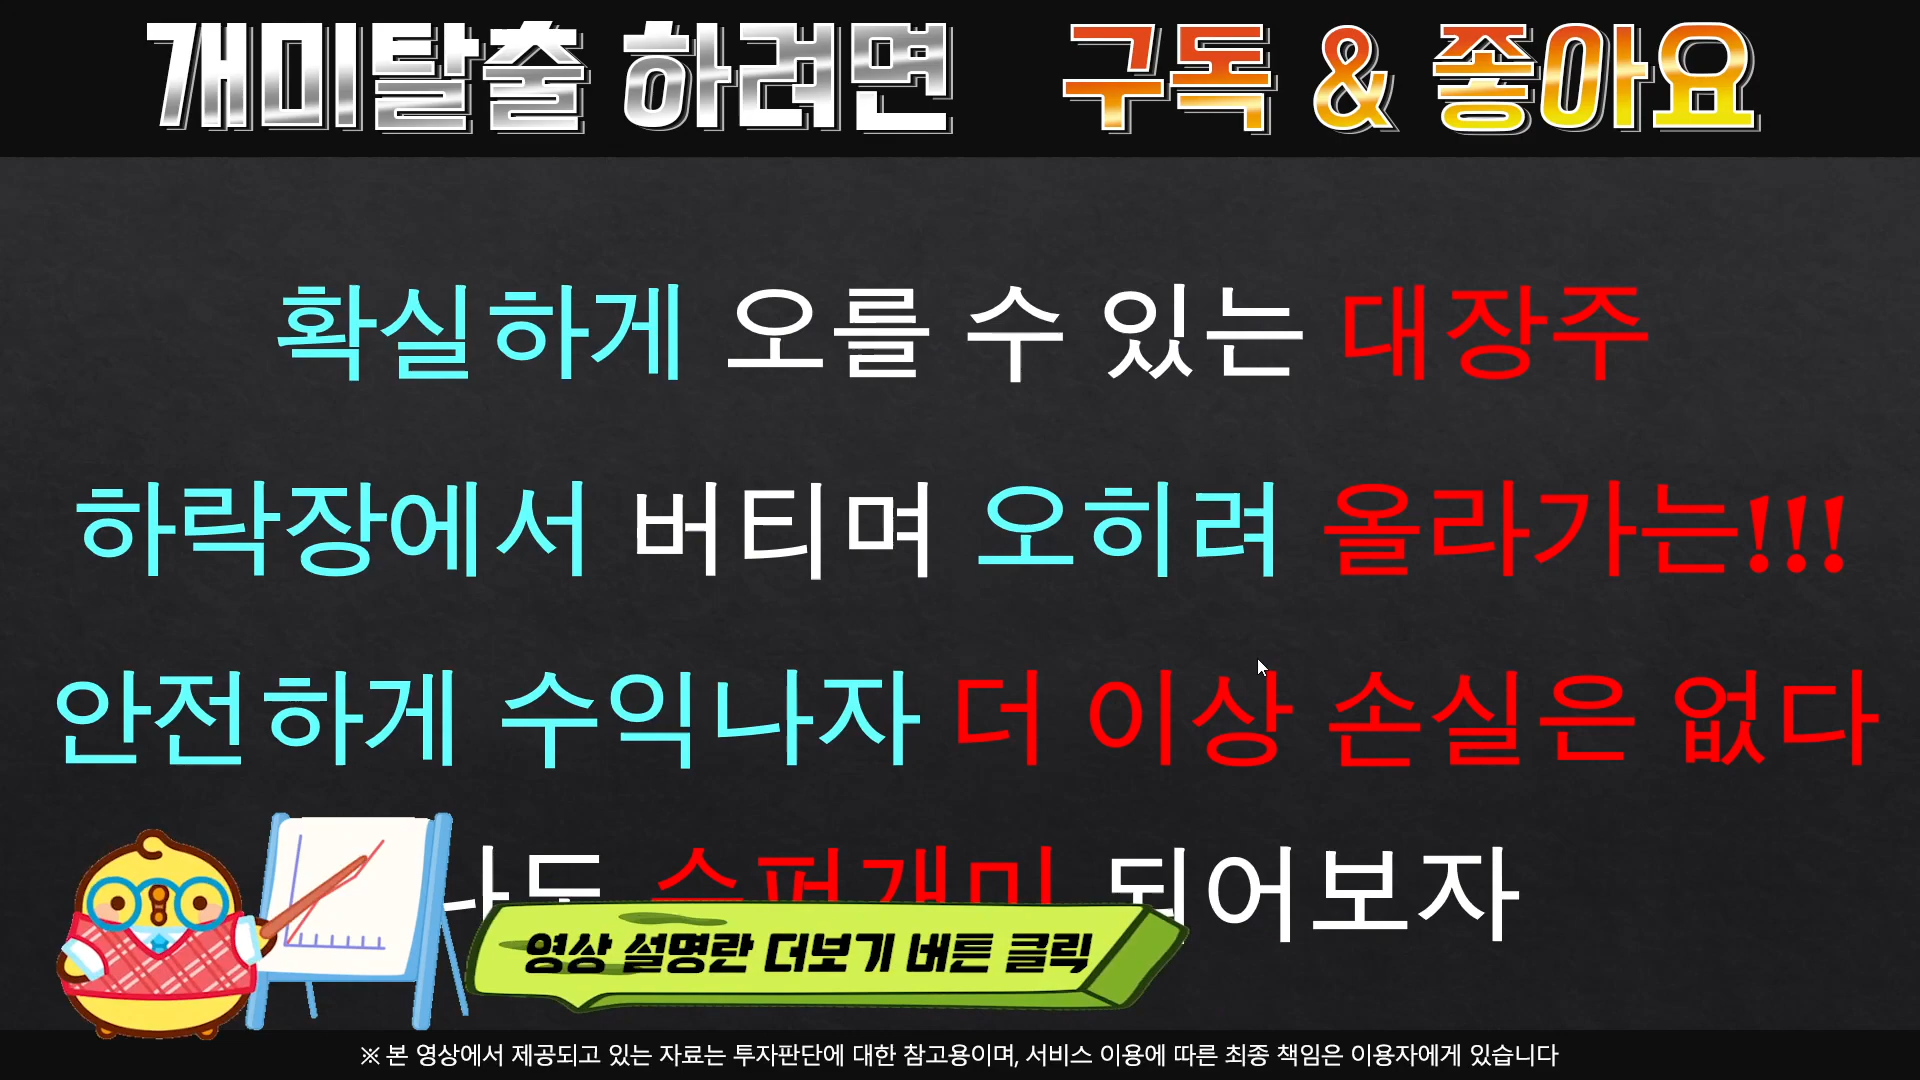 개미탈출 하려면 구독 & 좋아요
확실하게 오를 수 있는 대장주
하락장에서 버티며 오히려 올라가는!!!
안전하게 수익나자 더 이상 손실은 없다
나도 슈퍼개미 되어보자
영상 설명란 더보기 버튼 클릭
※ 본 영상에서 제공되고 있는 자료는 투자판단에 대한 참고용이며, 서비스 이용에 따른 최종 책임은 이용자에게 있습니다